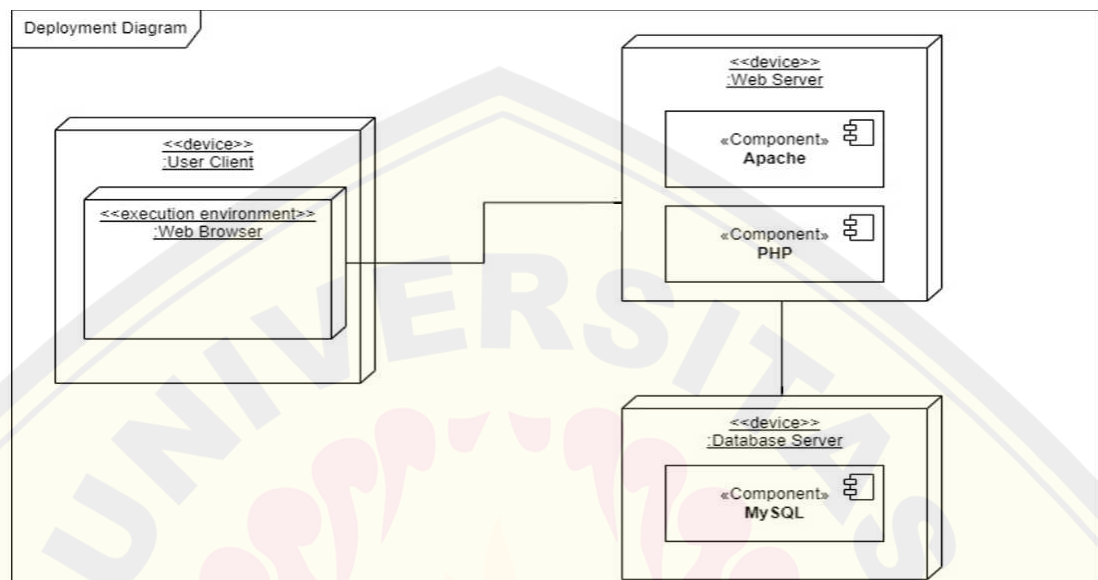 Deployment Diagram
<<device>>
:User Client
<<execution environment>>
:Web Browser
<<device>>
:Web Server
«Component»
Apache
«Component»
PHP
<<device>>
:Database Server
«Component»
MySQL
UNIVERSITAS